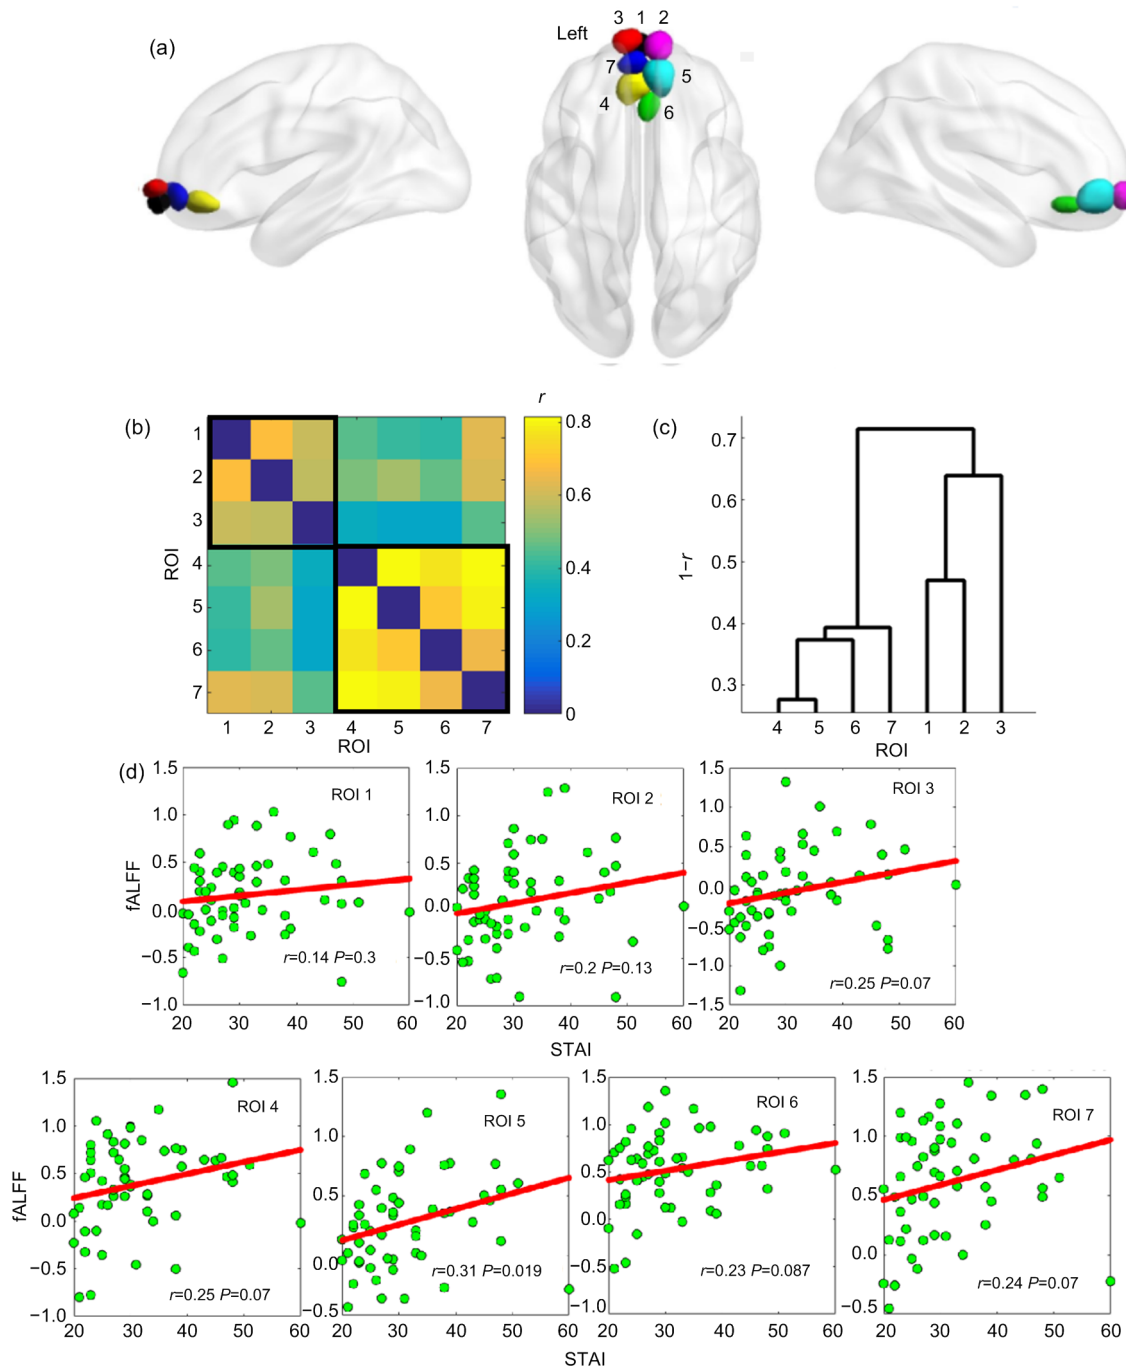 (a)
Left
3 1 2
7
5
4
6
(b)
r
(c)
1
2
3
4
5
6
7
ROI
1 2 3 4 5 6 7
ROI
0.8
0.6
0.4
0.2
0
0.7
0.6
0.5
0.4
0.3
1−r
4 5 6 7 1 2 3
ROI
(d)
fALFF
1.5
1.0
0.5
0.0
−0.5
−1.0
ROI 1
r=0.14 P=0.3
20 30 40 50 60
1.5
1.0
0.5
0.0
−0.5
−1.0
ROI 2
r=0.2 P=0.13
20 30 40 50 60
1.5
1.0
0.5
−0.0
−0.5
−1.0
−1.5
ROI 3
r=0.25 P=0.07
20 30 40 50 60
STAI
fALFF
1.5
1.0
0.5
0.0
−0.5
−1.0
ROI 4
r=0.25 P=0.07
20 30 40 50 60
1.5
1.0
0.5
0.0
−0.5
ROI 5
r=0.31 P=0.019
20 30 40 50 60
1.5
1.0
0.5
0.0
−0.5
−1.0
ROI 6
r=0.23 P=0.087
20 30 40 50 60
1.5
1.0
0.5
0.0
−0.5
ROI 7
r=0.24 P=0.07
20 30 40 50 60
STAI